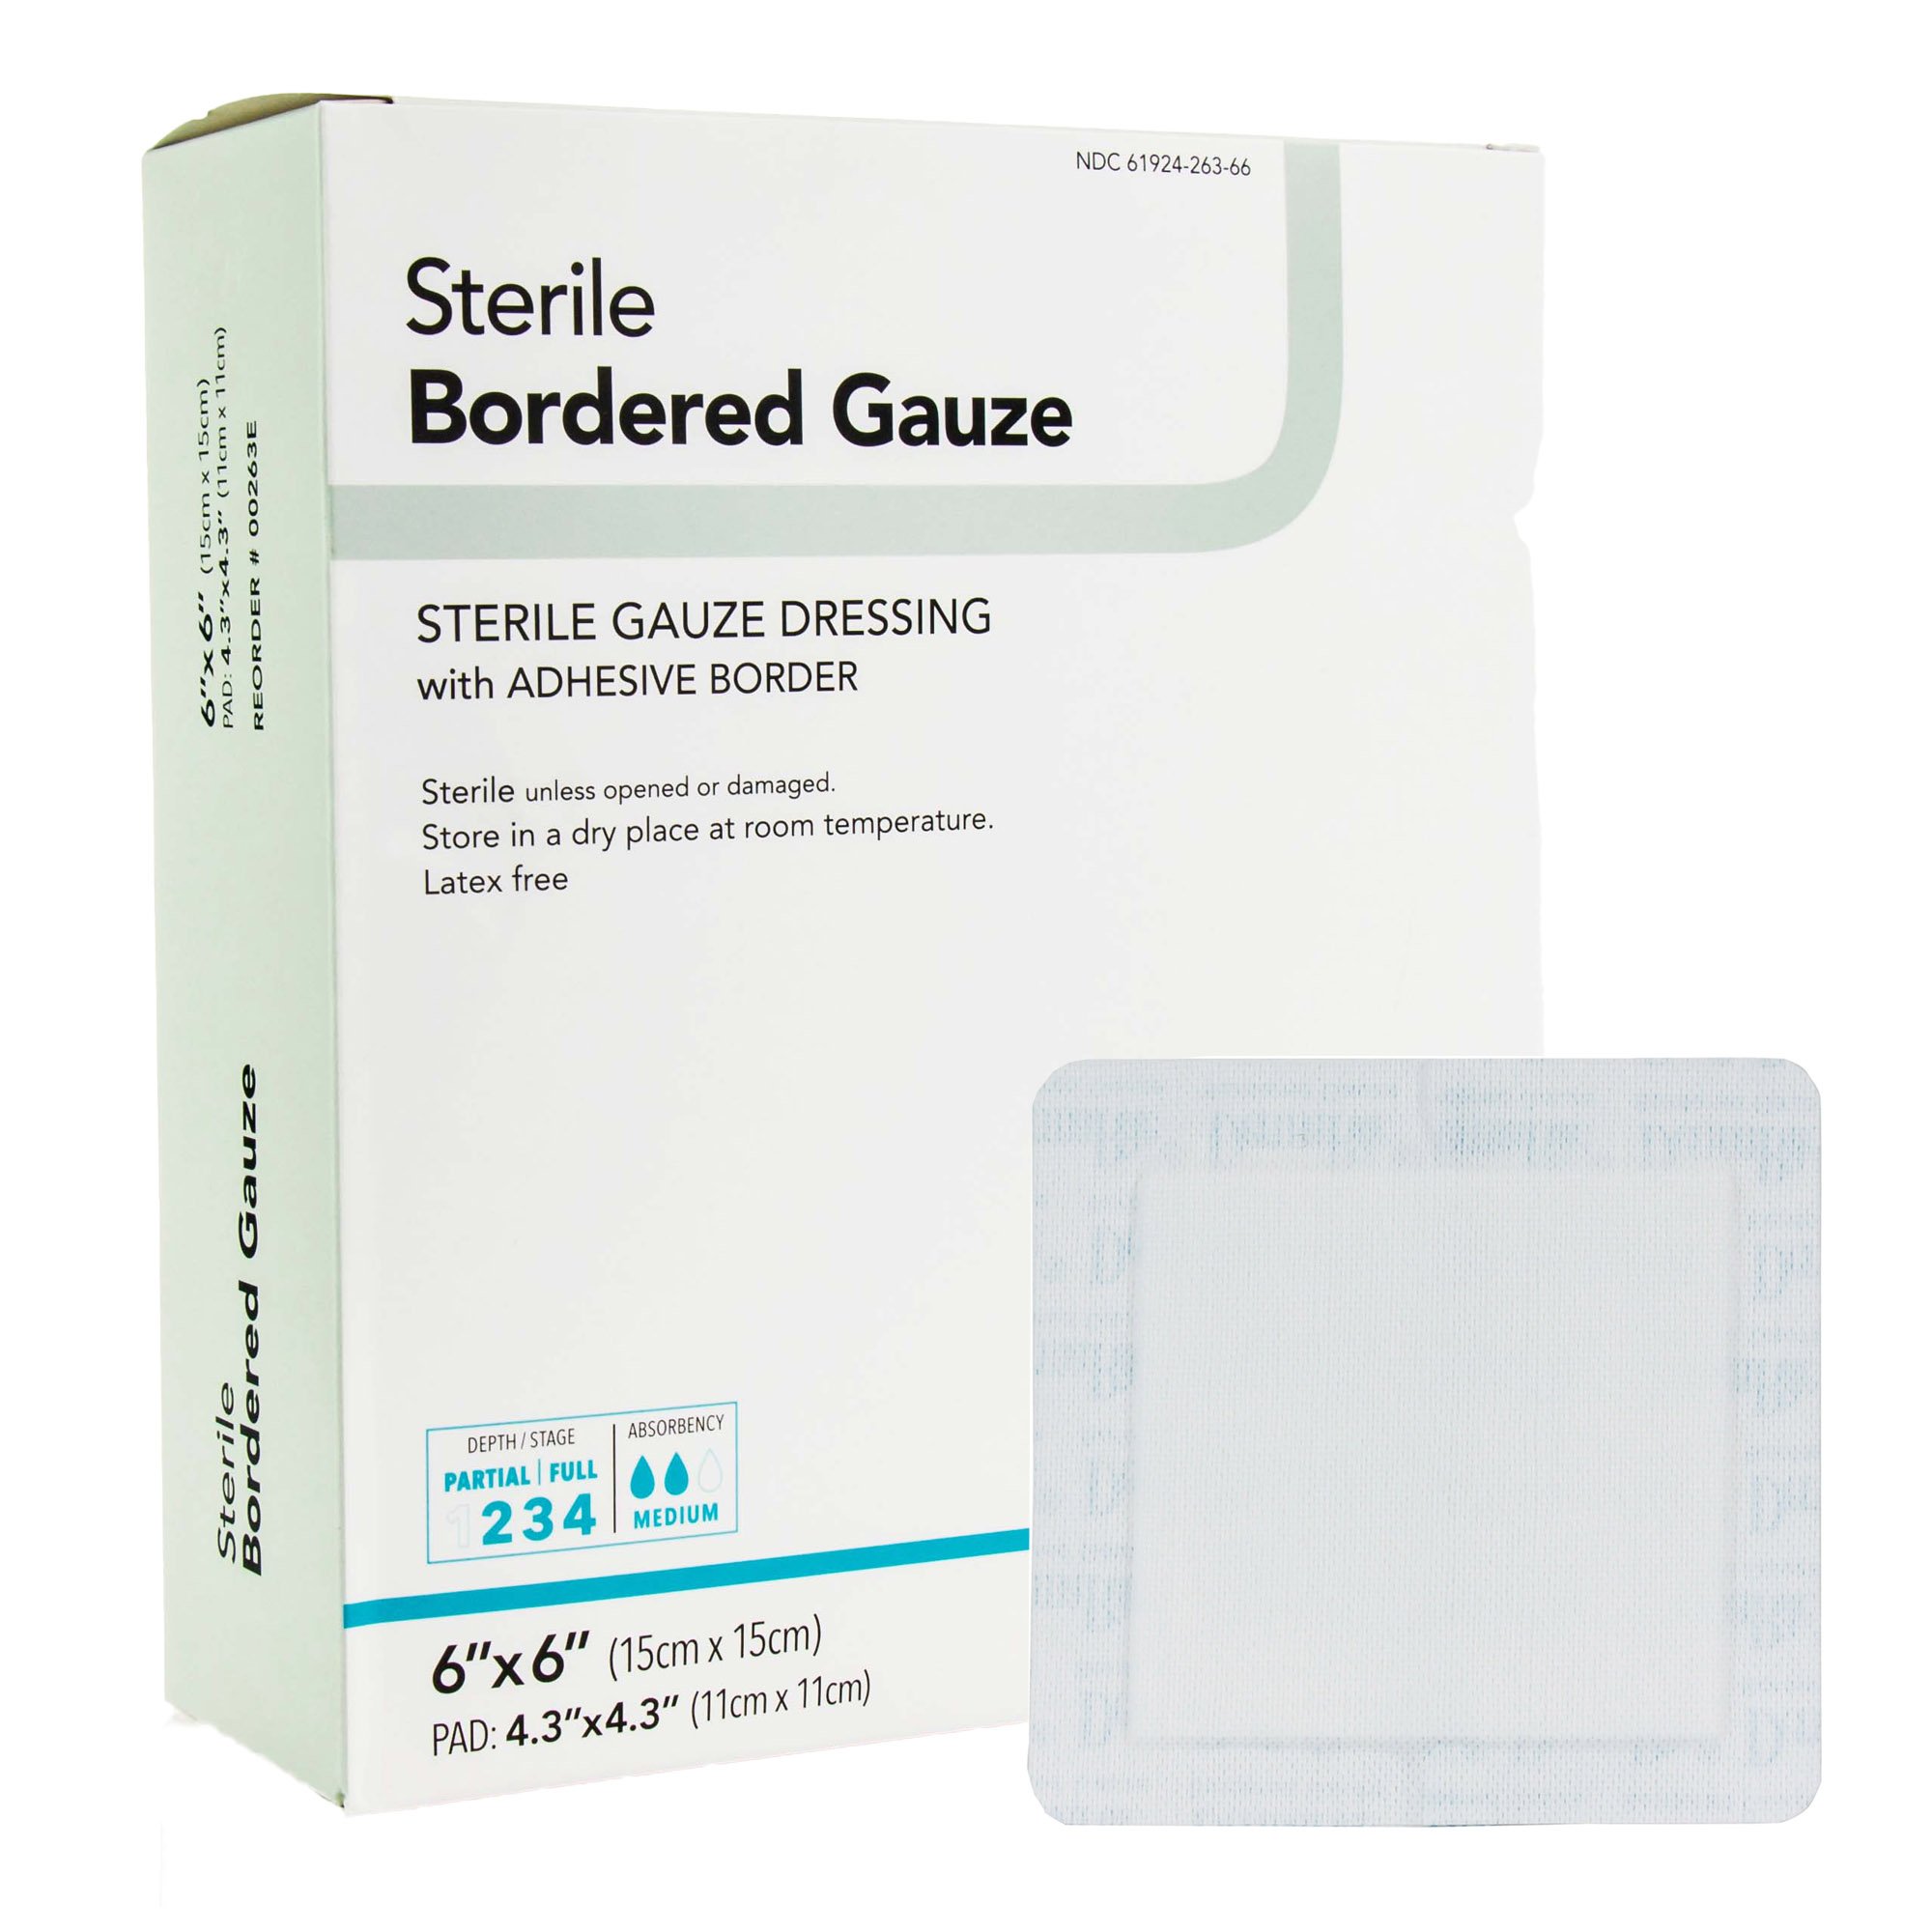 NDC 61924-263-66
Sterile
Bordered Gauze
STERILE GAUZE DRESSING
with ADHESIVE BORDER
Sterile unless opened or damaged.
Store in a dry place at room temperature.
Latex free
DEPTH / STAGE
PARTIAL | FULL
1 2 3 4
ABSORBENCY
MEDIUM
6"x6" (15cm x 15cm)
PAD: 4.3"x4.3" (11cm x 11cm)
6"x6" (15cm x 15cm)
PAD: 4.3"x4.3" (11cm x 11cm)
REORDER # 00263E
Sterile
Bordered Gauze